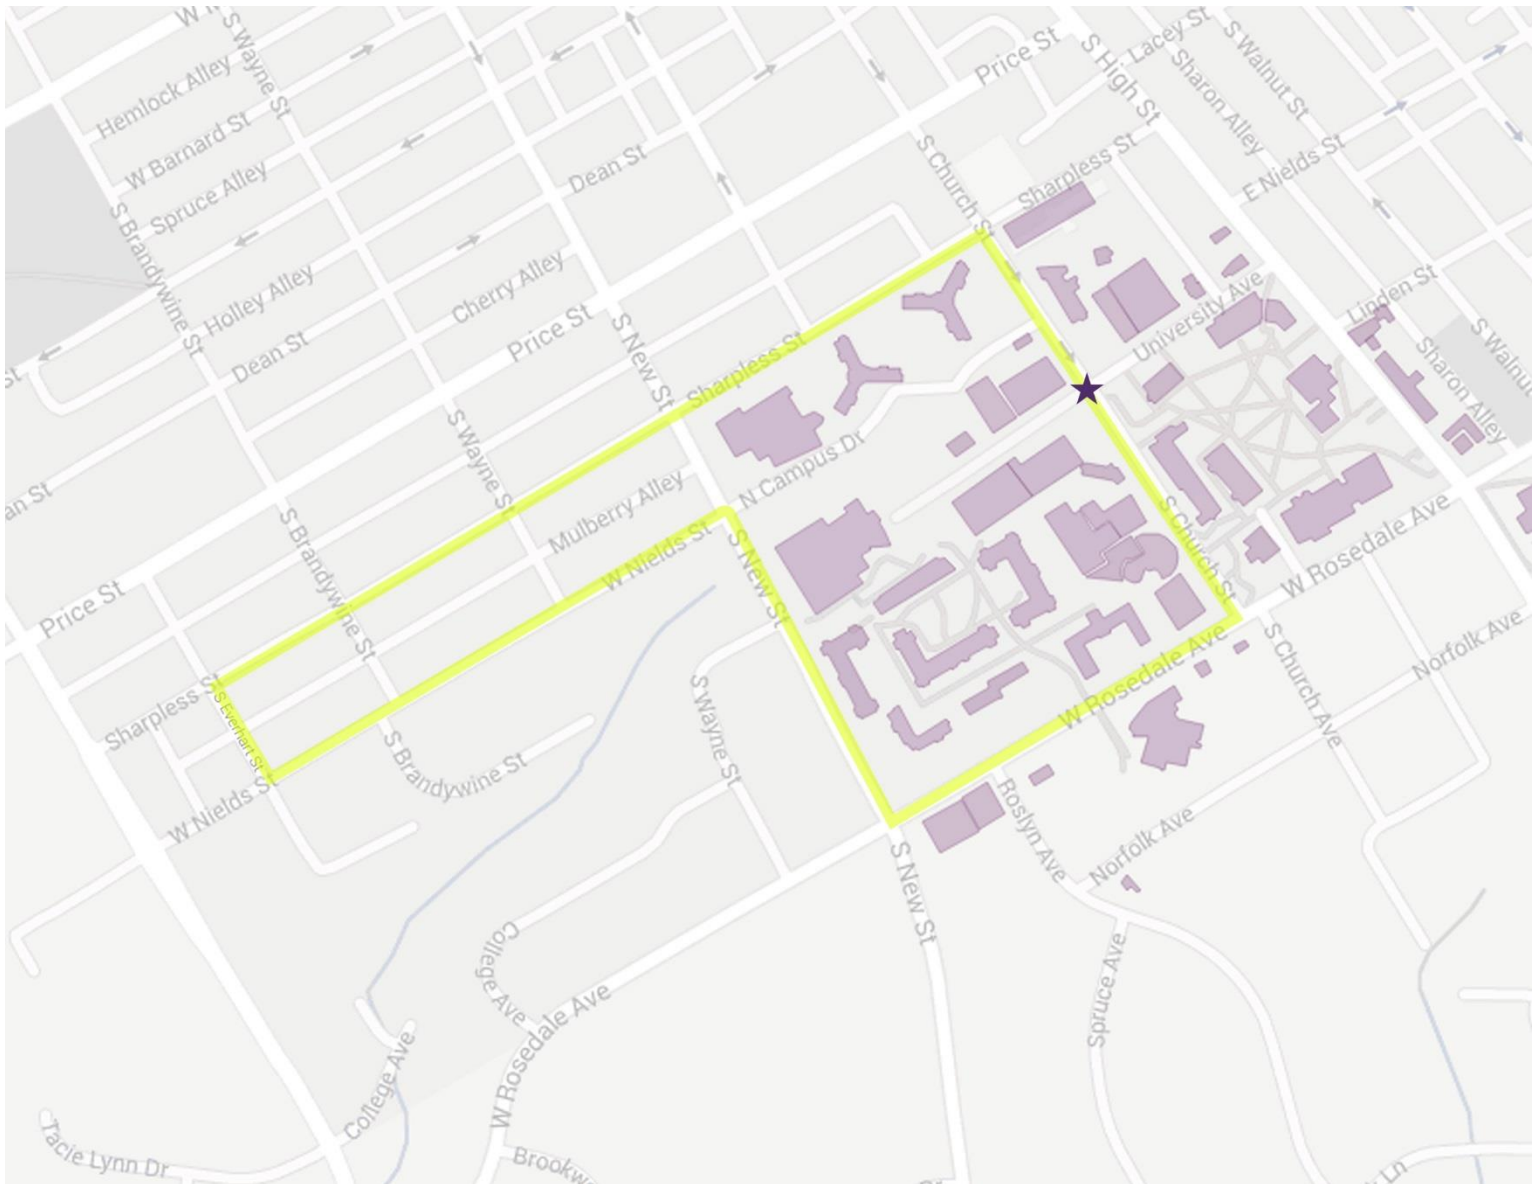 W
S Wayne St
Price St
S High St
Lacey St
S Walnut St
Sharon Alley
Hemlock Alley
W Barnard St
Spruce Alley
Dean St
S Church St
Sharpless St
E Nields St
S Brandywine St
Holley Alley
Cherry Alley
Dean St
Price St
S New St
University Ave
Linden St
S Walnut
Sharon Alley
St
an St
Sharpless St
S Wayne St
Mulberry Alley
N Campus Dr
S Brandywine St
W Nields St
S New St
S Church St
W Rosedale Ave
Price St
Sharpless St
S Everhart St
W Nields St
S Brandywine St
S Wayne St
W Rosedale Ave
S Church Ave
Norfolk Ave
Roslyn Ave
Norfolk Ave
S New St
College Ave
W Rosedale Ave
Spruce Ave
College Ave
Tacie Lynn Dr
Brookw
Ln